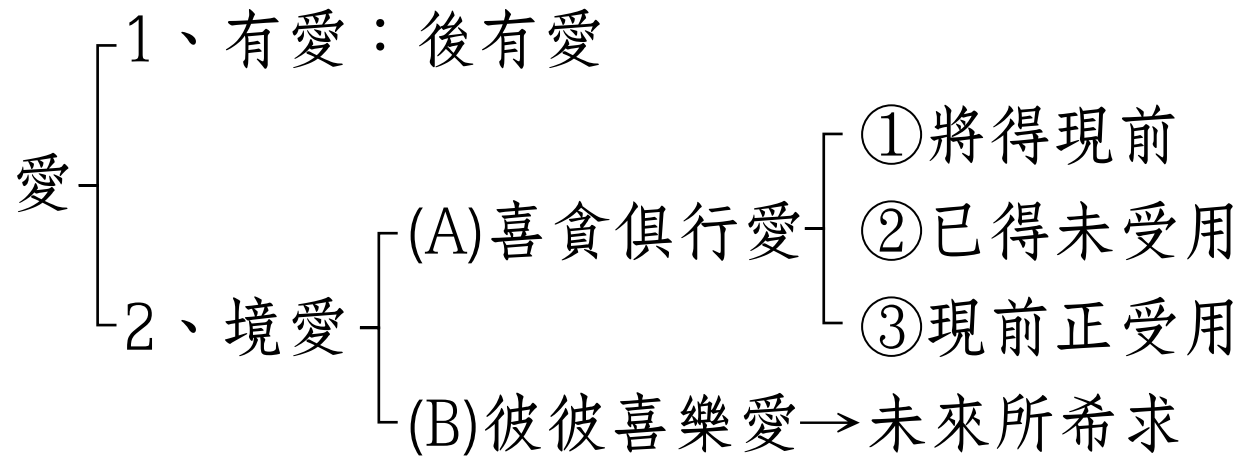 愛
1、有愛：後有愛
2、境愛
(A)喜貪俱行愛
①將得現前
②已得未受用
③現前正受用
(B)彼彼喜樂愛→未來所希求